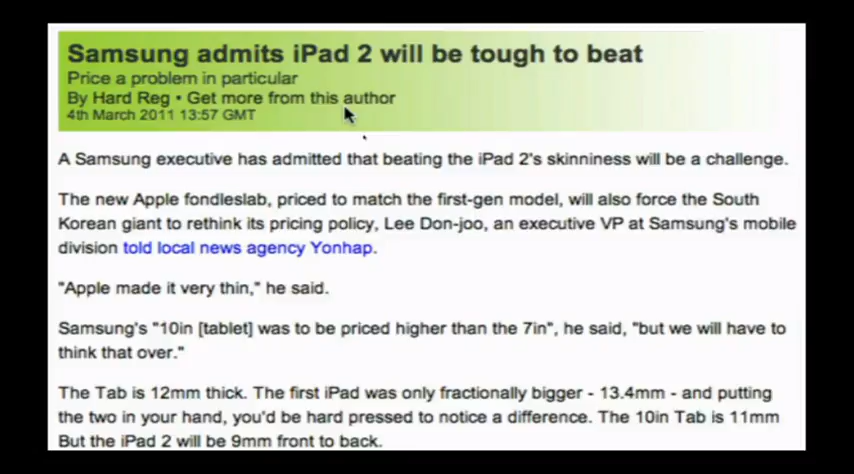 Samsung admits iPad 2 will be tough to beat
Price a problem in particular
By Hard Reg • Get more from this author
4th March 2011 13:57 GMT
A Samsung executive has admitted that beating the iPad 2's skinniness will be a challenge.
The new Apple fondleslab, priced to match the first-gen model, will also force the South
Korean giant to rethink its pricing policy, Lee Don-joo, an executive VP at Samsung's mobile
division told local news agency Yonhap.
"Apple made it very thin," he said.
Samsung's "10in [tablet] was to be priced higher than the 7in", he said, "but we will have to
think that over."
The Tab is 12mm thick. The first iPad was only fractionally bigger - 13.4mm - and putting
the two in your hand, you'd be hard pressed to notice a difference. The 10in Tab is 11mm
But the iPad 2 will be 9mm front to back.